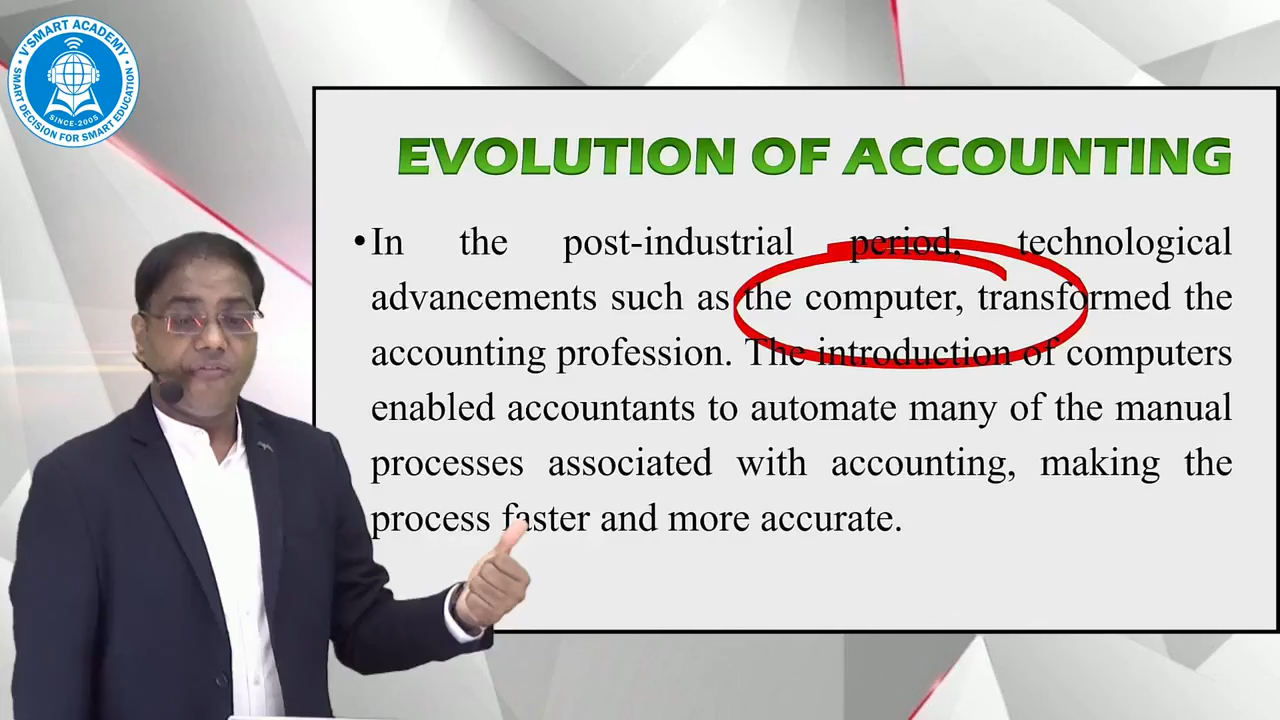 V'SMART ACADEMY
SMART DECISION FOR SMART EDUCATION
SINCE-2005
EVOLUTION OF ACCOUNTING
•In the post-industrial period, technological
advancements such as the computer, transformed the
accounting profession. The introduction of computers
enabled accountants to automate many of the manual
processes associated with accounting, making the
process faster and more accurate.